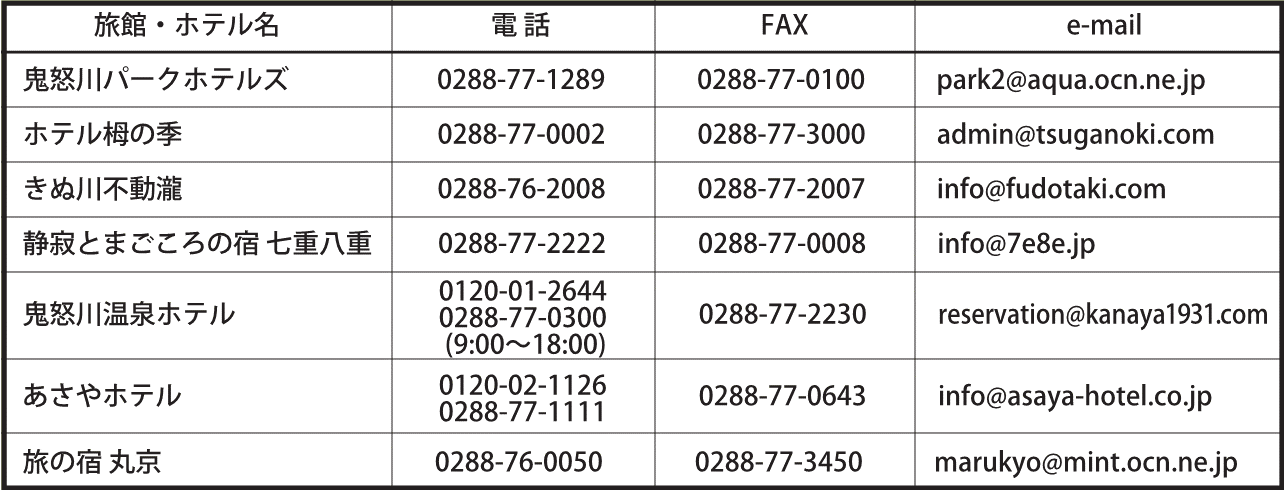 旅館・ホテル名 電 話 FAX e-mail
鬼怒川パークホテルズ 0288-77-1289 0288-77-0100 park2@aqua.ocn.ne.jp
ホテル栂の季 0288-77-0002 0288-77-3000 admin@tsuganoki.com
きぬ川不動瀧 0288-76-2008 0288-77-2007 info@fudotaki.com
静寂とまごころの宿 七重八重 0288-77-2222 0288-77-0008 info@7e8e.jp
鬼怒川温泉ホテル 0120-01-2644
0288-77-0300
(9:00〜18:00) 0288-77-2230 reservation@kanaya1931.com
あさやホテル 0120-02-1126
0288-77-1111 0288-77-0643 info@asaya-hotel.co.jp
旅の宿 丸京 0288-76-0050 0288-77-3450 marukyo@mint.ocn.ne.jp